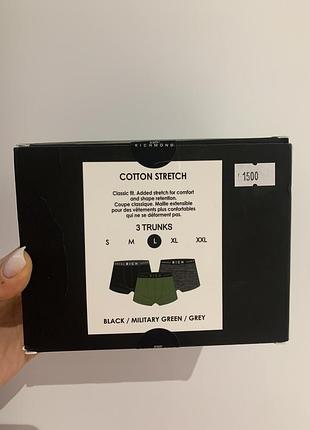 RICHMOND
COTTON STRETCH
1500
Classic fit. Added stretch for comfort
and shape retention.
Coupe classique. Maille extensible
pour des vêtements plus confortables
qui ne se déforment pas.
3 TRUNKS
S M L XL XXL
RICH
BLACK / MILITARY GREEN / GREY